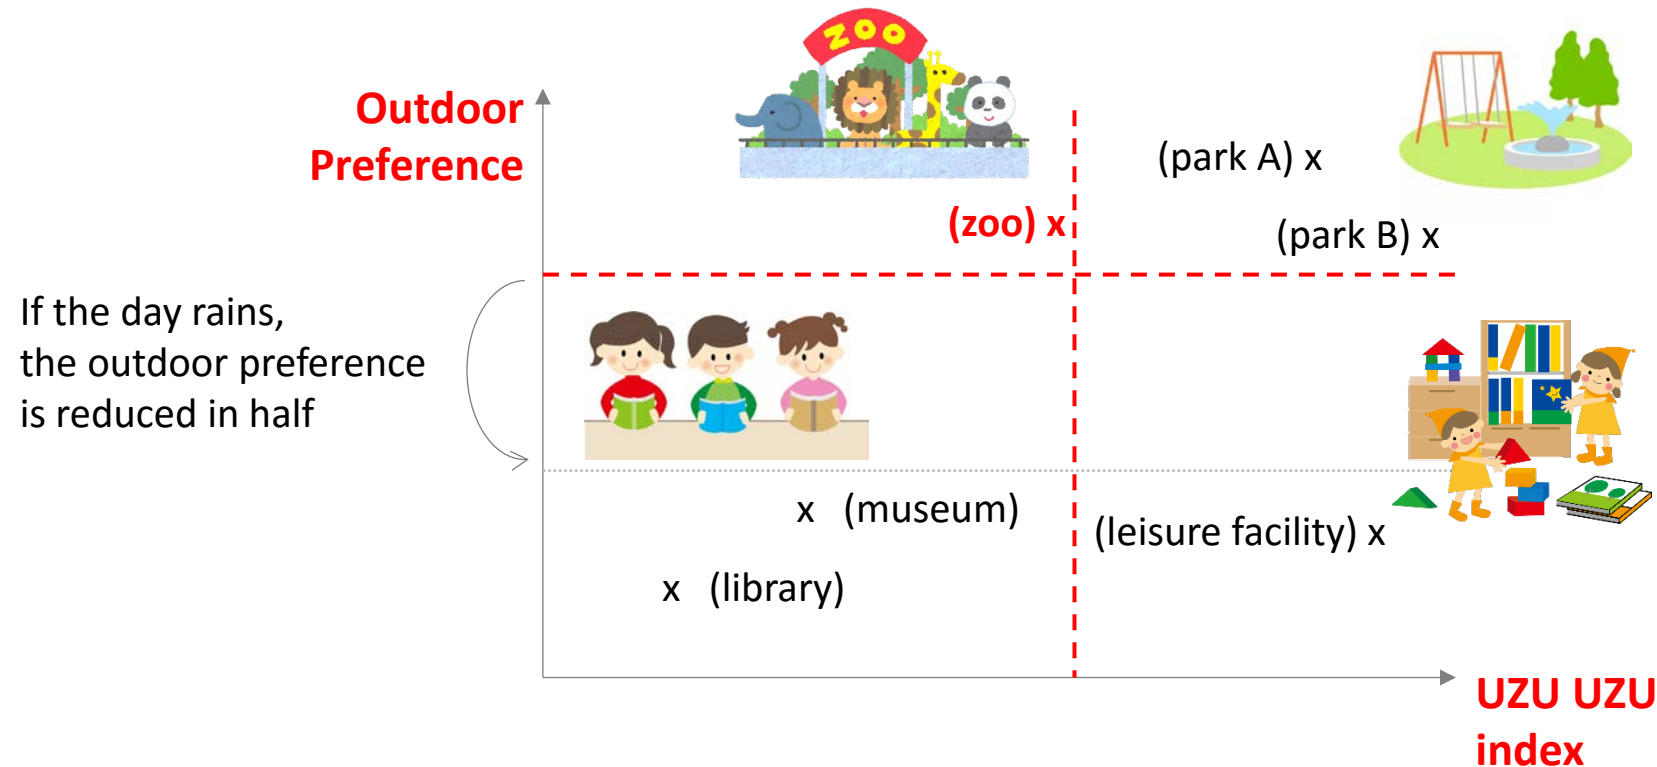 ZOO
Outdoor
Preference
(park A) x
(zoo) x
(park B) x
If the day rains,
the outdoor preference
is reduced in half
x (museum)
(leisure facility) x
x (library)
UZU UZU
index